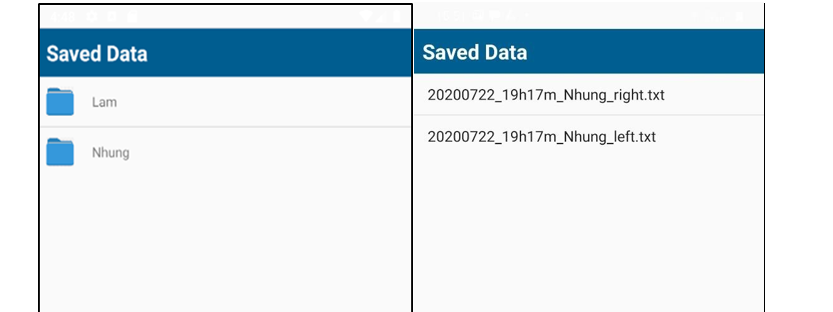 Saved Data
Lam
Nhung
Saved Data
20200722_19h17m_Nhung_right.txt
20200722_19h17m_Nhung_left.txt